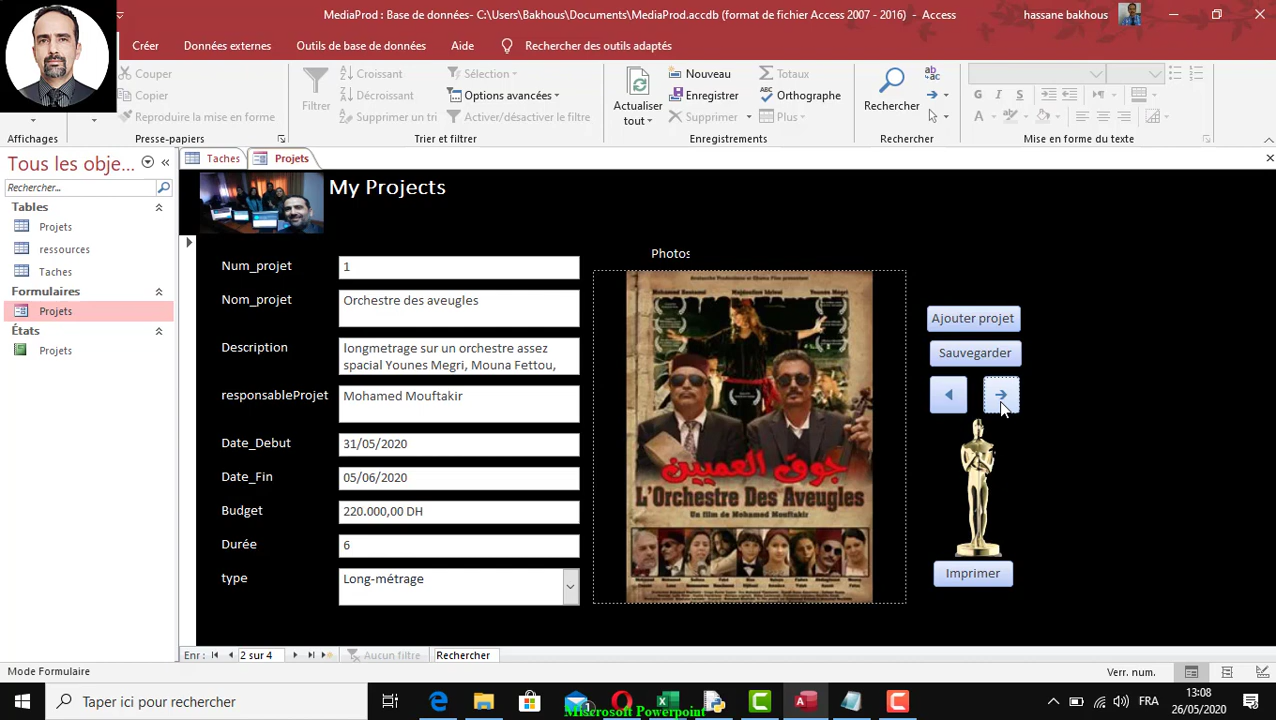 MediaProd : Base de données- C:\Users\Bakhous\Documents\MediaProd.accdb (format de fichier Access 2007 - 2016) - Access
hassane bakhous
Créer
Données externes
Outils de base de données
Aide
Rechercher des outils adaptés
Couper
Copier
Reproduire la mise en forme
Affichages
Presse-papiers
Filtrer
Croissant
Décroissant
Supprimer un tri
Sélection
Options avancées
Activer/désactiver le filtre
Trier et filtrer
Actualiser tout
Nouveau
Enregistrer
Supprimer
Totaux
Orthographe
Plus
Enregistrements
Rechercher
Rechercher
G I S
A
Mise en forme du texte
Tous les obje...
Rechercher...
Tables
Projets
ressources
Taches
Formulaires
Projets
États
Projets
Taches
Projets
My Projects
Num_projet
1
Nom_projet
Orchestre des aveugles
Description
longmetrage sur un orchestre assez
spacial Younes Megri, Mouna Fettou,
responsableProjet
Mohamed Mouftakir
Date_Debut
31/05/2020
Date_Fin
05/06/2020
Budget
220.000,00 DH
Durée
6
type
Long-métrage
Photos
جوق العميين
L'Orchestre Des Aveugles
Un film de Mohamed Mouftakir
Ajouter projet
Sauvegarder
Imprimer
Enr :
2 sur 4
Aucun filtre
Rechercher
Mode Formulaire
Verr. num.
Taper ici pour rechercher
Miscrosoft Powerpoint
FRA
13:08
26/05/2020